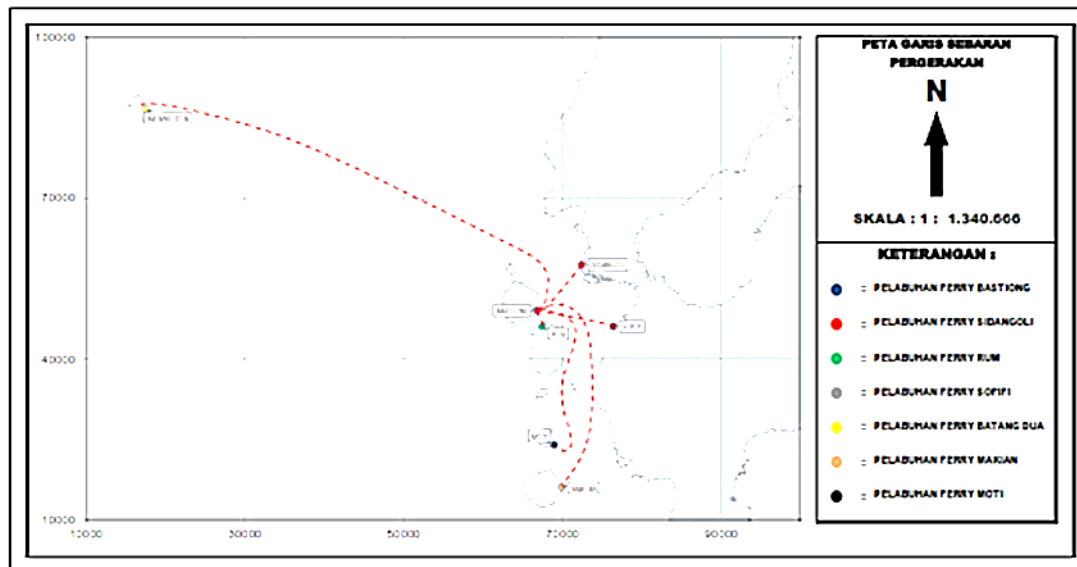 PETA GARIS SEBARAN
PERGERAKAN
N
SKALA : 1 : 1.340.666
KETERANGAN :
= PELABUHAN FERRY BASTIONG
= PELABUHAN FERRY SIDANGOLI
= PELABUHAN FERRY RUM
= PELABUHAN FERRY SOFIFI
= PELABUHAN FERRY BATANG DUA
= PELABUHAN FERRY MAKIAN
= PELABUHAN FERRY MOTI
100000
70000
40000
10000
10000 30000 50000 70000 90000